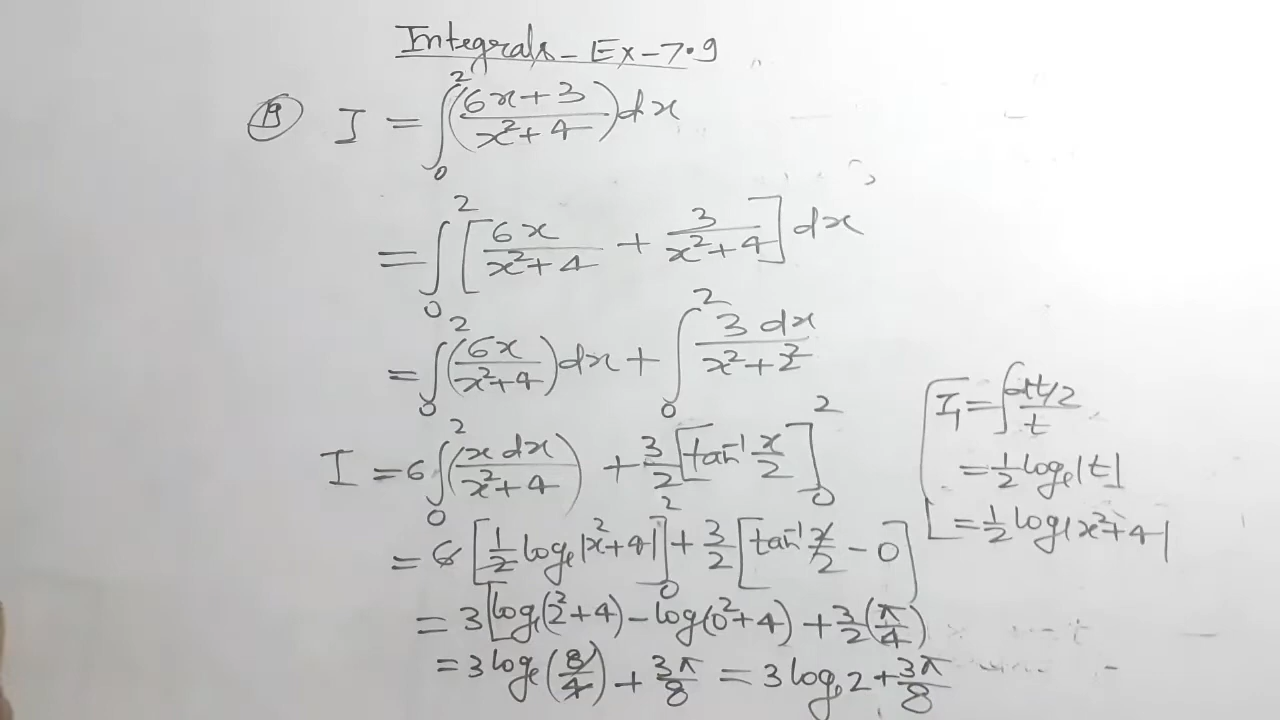 Integrals - Ex-7.9
⑲ I = ∫₀² ((6x+3)/(x²+4)) dx
= ∫₀² [6x/(x²+4) + 3/(x²+4)] dx
= ∫₀² (6x/(x²+4)) dx + ∫₀² 3 dx/(x²+2²)
I = 6 ∫₀² (x dx/(x²+4)) + 3/2 [tan⁻¹ x/2]₀²
= 6 [1/2 logₑ|x²+4|]₀² + 3/2 [tan⁻¹ 2/2 - 0]
= 3 [logₑ(2²+4) - log(0²+4) + 3/2 (π/4)
= 3 logₑ (8/4) + 3π/8 = 3 logₑ 2 + 3π/8
I₁ = ∫ (dt/2)/t
= 1/2 logₑ|t|
= 1/2 log|x²+4|